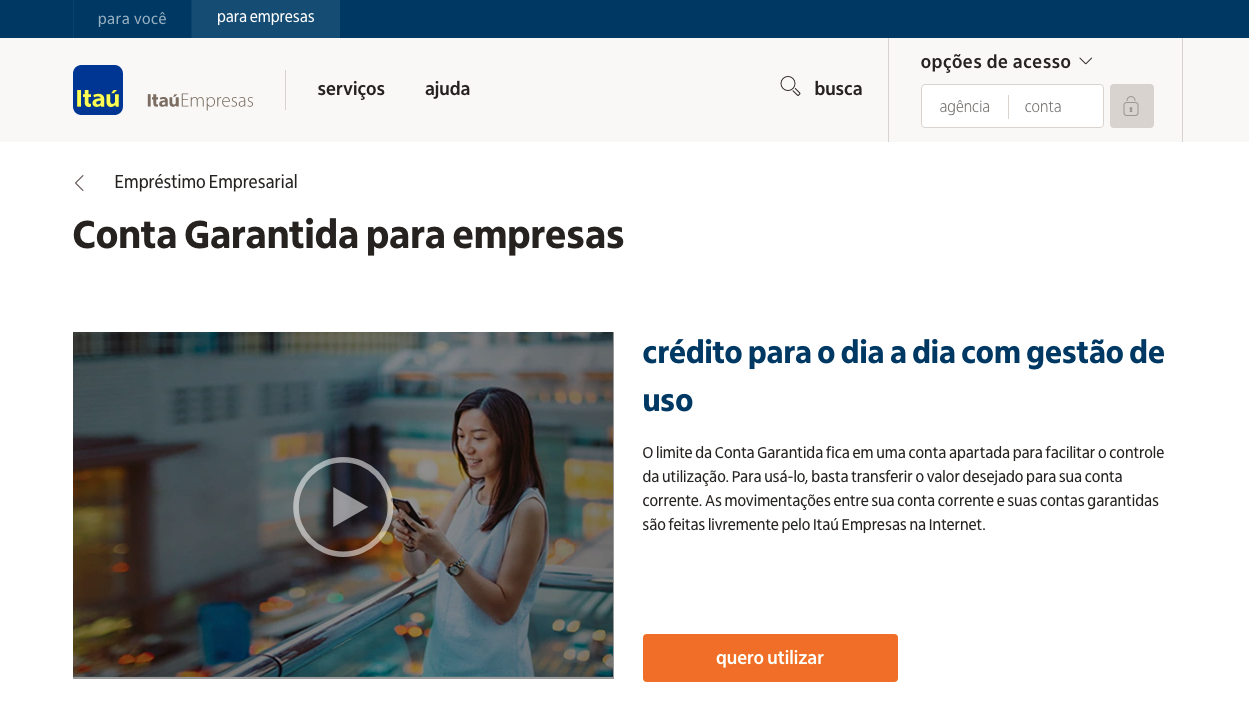 para você
para empresas
Itaú
ItaúEmpresas
serviços
ajuda
busca
opções de acesso
agência
conta
Empréstimo Empresarial
Conta Garantida para empresas
crédito para o dia a dia com gestão de
uso
O limite da Conta Garantida fica em uma conta apartada para facilitar o controle
da utilização. Para usá-lo, basta transferir o valor desejado para sua conta
corrente. As movimentações entre sua conta corrente e suas contas garantidas
são feitas livremente pelo Itaú Empresas na Internet.
quero utilizar